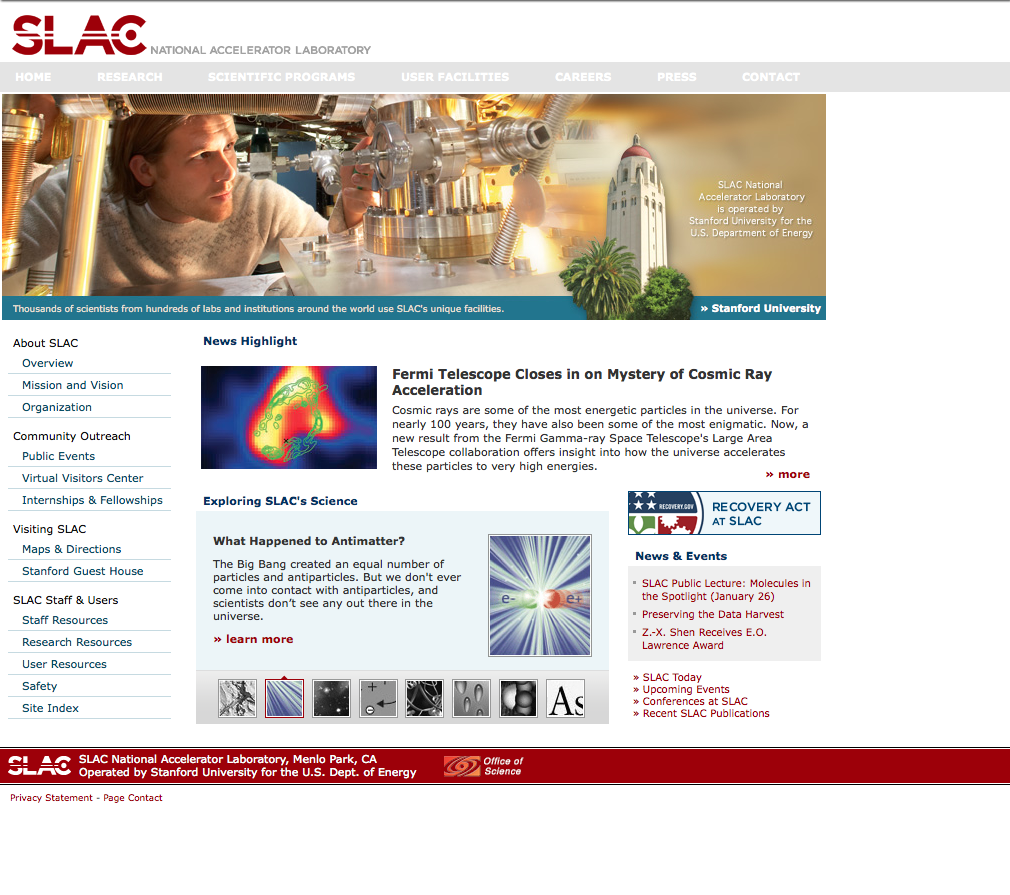 SLAC NATIONAL ACCELERATOR LABORATORY
HOME RESEARCH SCIENTIFIC PROGRAMS USER FACILITIES CAREERS PRESS CONTACT
SLAC National
Accelerator Laboratory
is operated by
Stanford University for the
U.S. Department of Energy
Thousands of scientists from hundreds of labs and institutions around the world use SLAC's unique facilities.
» Stanford University
About SLAC
Overview
Mission and Vision
Organization
Community Outreach
Public Events
Virtual Visitors Center
Internships & Fellowships
Visiting SLAC
Maps & Directions
Stanford Guest House
SLAC Staff & Users
Staff Resources
Research Resources
User Resources
Safety
Site Index
News Highlight
Fermi Telescope Closes in on Mystery of Cosmic Ray
Acceleration
Cosmic rays are some of the most energetic particles in the universe. For
nearly 100 years, they have also been some of the most enigmatic. Now, a
new result from the Fermi Gamma-ray Space Telescope's Large Area
Telescope collaboration offers insight into how the universe accelerates
these particles to very high energies.
» more
Exploring SLAC's Science
What Happened to Antimatter?
The Big Bang created an equal number of
particles and antiparticles. But we don't ever
come into contact with antiparticles, and
scientists don’t see any out there in the
universe.
» learn more
e- e+
As
RECOVERY.GOV
RECOVERY ACT
AT SLAC
News & Events
SLAC Public Lecture: Molecules in
the Spotlight (January 26)
Preserving the Data Harvest
Z.-X. Shen Receives E.O.
Lawrence Award
» SLAC Today
» Upcoming Events
» Conferences at SLAC
» Recent SLAC Publications
SLAC
SLAC National Accelerator Laboratory, Menlo Park, CA
Operated by Stanford University for the U.S. Dept. of Energy
Office of
Science
Privacy Statement - Page Contact